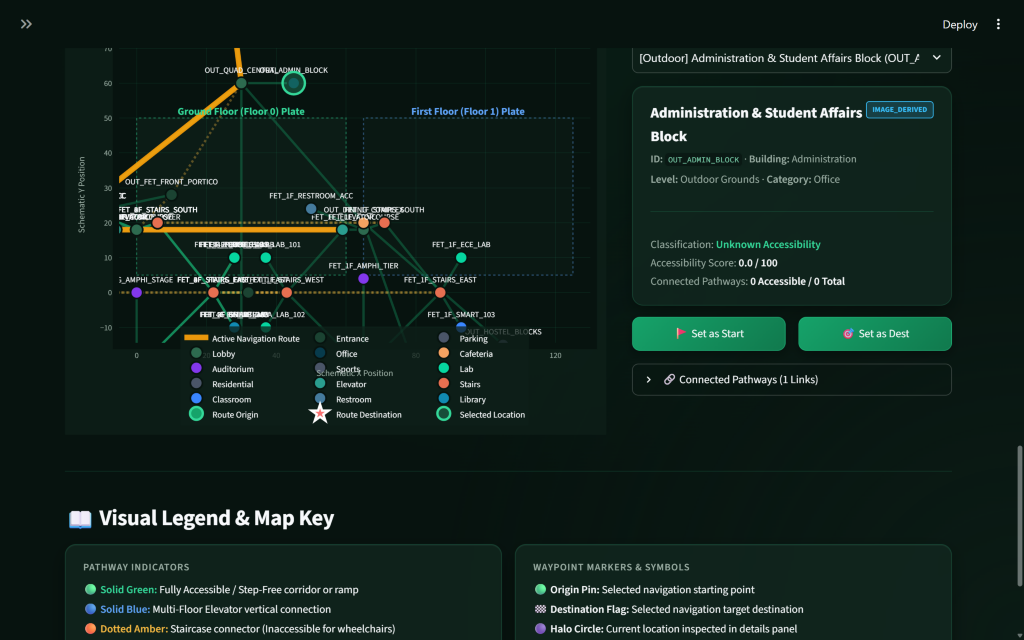 Deploy
70
60
50
40
30
20
10
0
−10
Schematic Y Position
Ground Floor (Floor 0) Plate
First Floor (Floor 1) Plate
OUT_FET_FRONT_PORTICO
FET_1F_RESTROOM_ACC
FET_1F_ECE_LAB
FET_1F_AMPHI_TIER
FET_1F_STAIRS_EAST
FET_1F_SMART_103
OUT_HOSTEL_BLOCKS
0
120
Schematic X Position
Active Navigation Route
Lobby
Auditorium
Residential
Classroom
Route Origin
Entrance
Office
Sports
Elevator
Restroom
Route Destination
Parking
Cafeteria
Lab
Stairs
Library
Selected Location
[Outdoor] Administration & Student Affairs Block (OUT_A
Administration & Student Affairs
Block
IMAGE_DERIVED
ID: OUT_ADMIN_BLOCK · Building: Administration
Level: Outdoor Grounds · Category: Office
Classification: Unknown Accessibility
Accessibility Score: 0.0 / 100
Connected Pathways: 0 Accessible / 0 Total
Set as Start
Set as Dest
Connected Pathways (1 Links)
Visual Legend & Map Key
PATHWAY INDICATORS
Solid Green: Fully Accessible / Step-Free corridor or ramp
Solid Blue: Multi-Floor Elevator vertical connection
Dotted Amber: Staircase connector (Inaccessible for wheelchairs)
WAYPOINT MARKERS & SYMBOLS
Origin Pin: Selected navigation starting point
Destination Flag: Selected navigation target destination
Halo Circle: Current location inspected in details panel